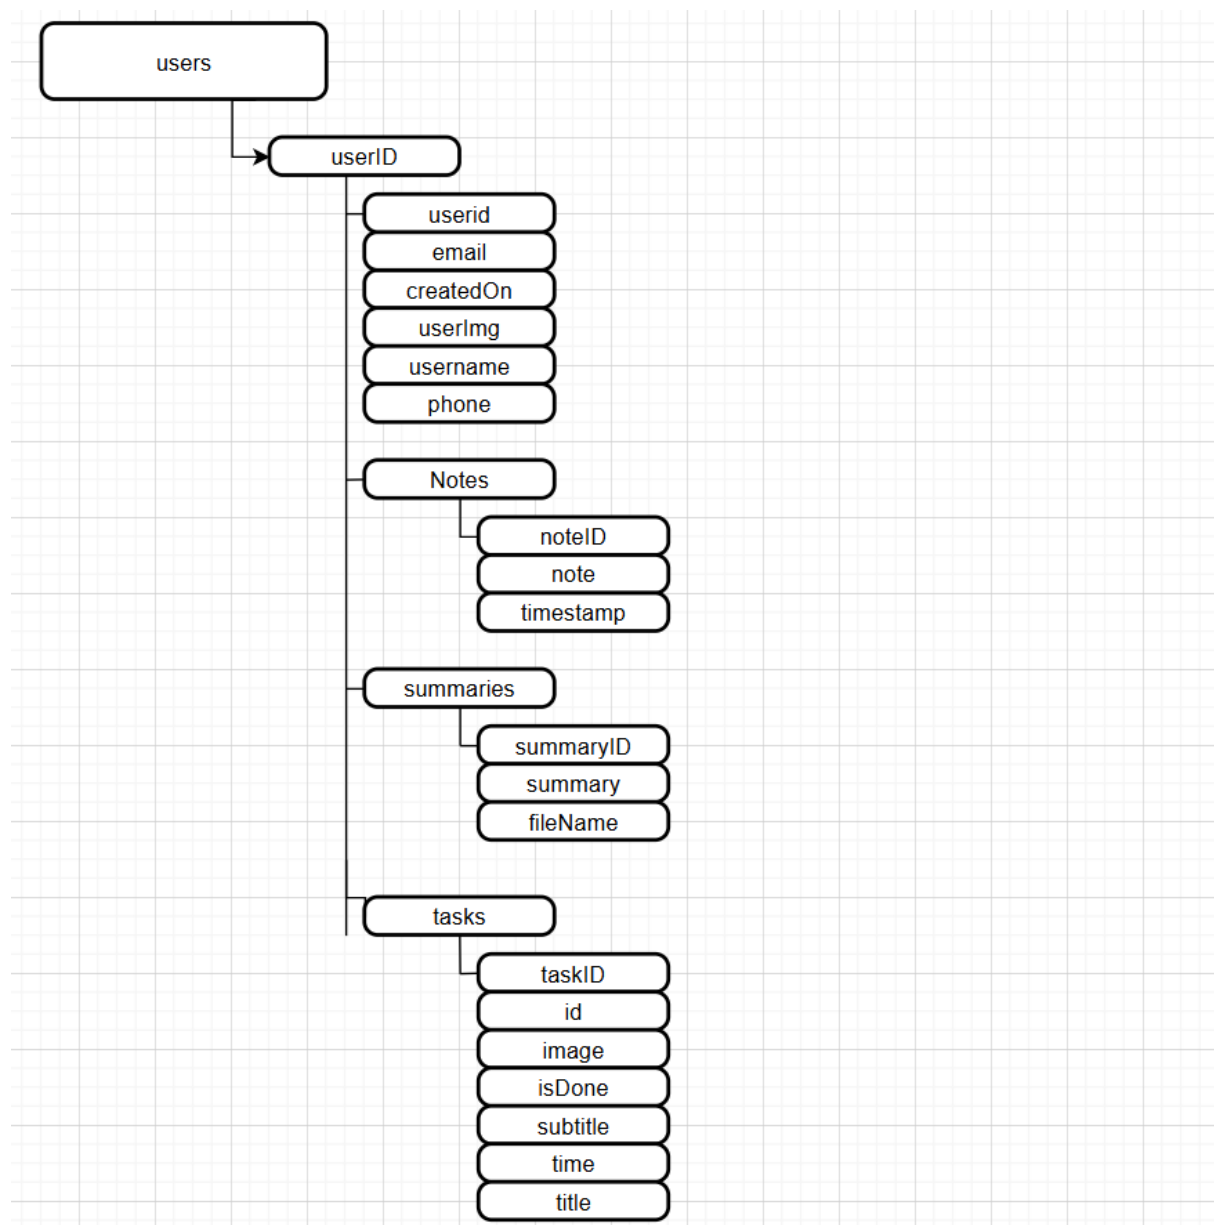 users
userID
userid
email
createdOn
userImg
username
phone
Notes
noteID
note
timestamp
summaries
summaryID
summary
fileName
tasks
taskID
id
image
isDone
subtitle
time
title